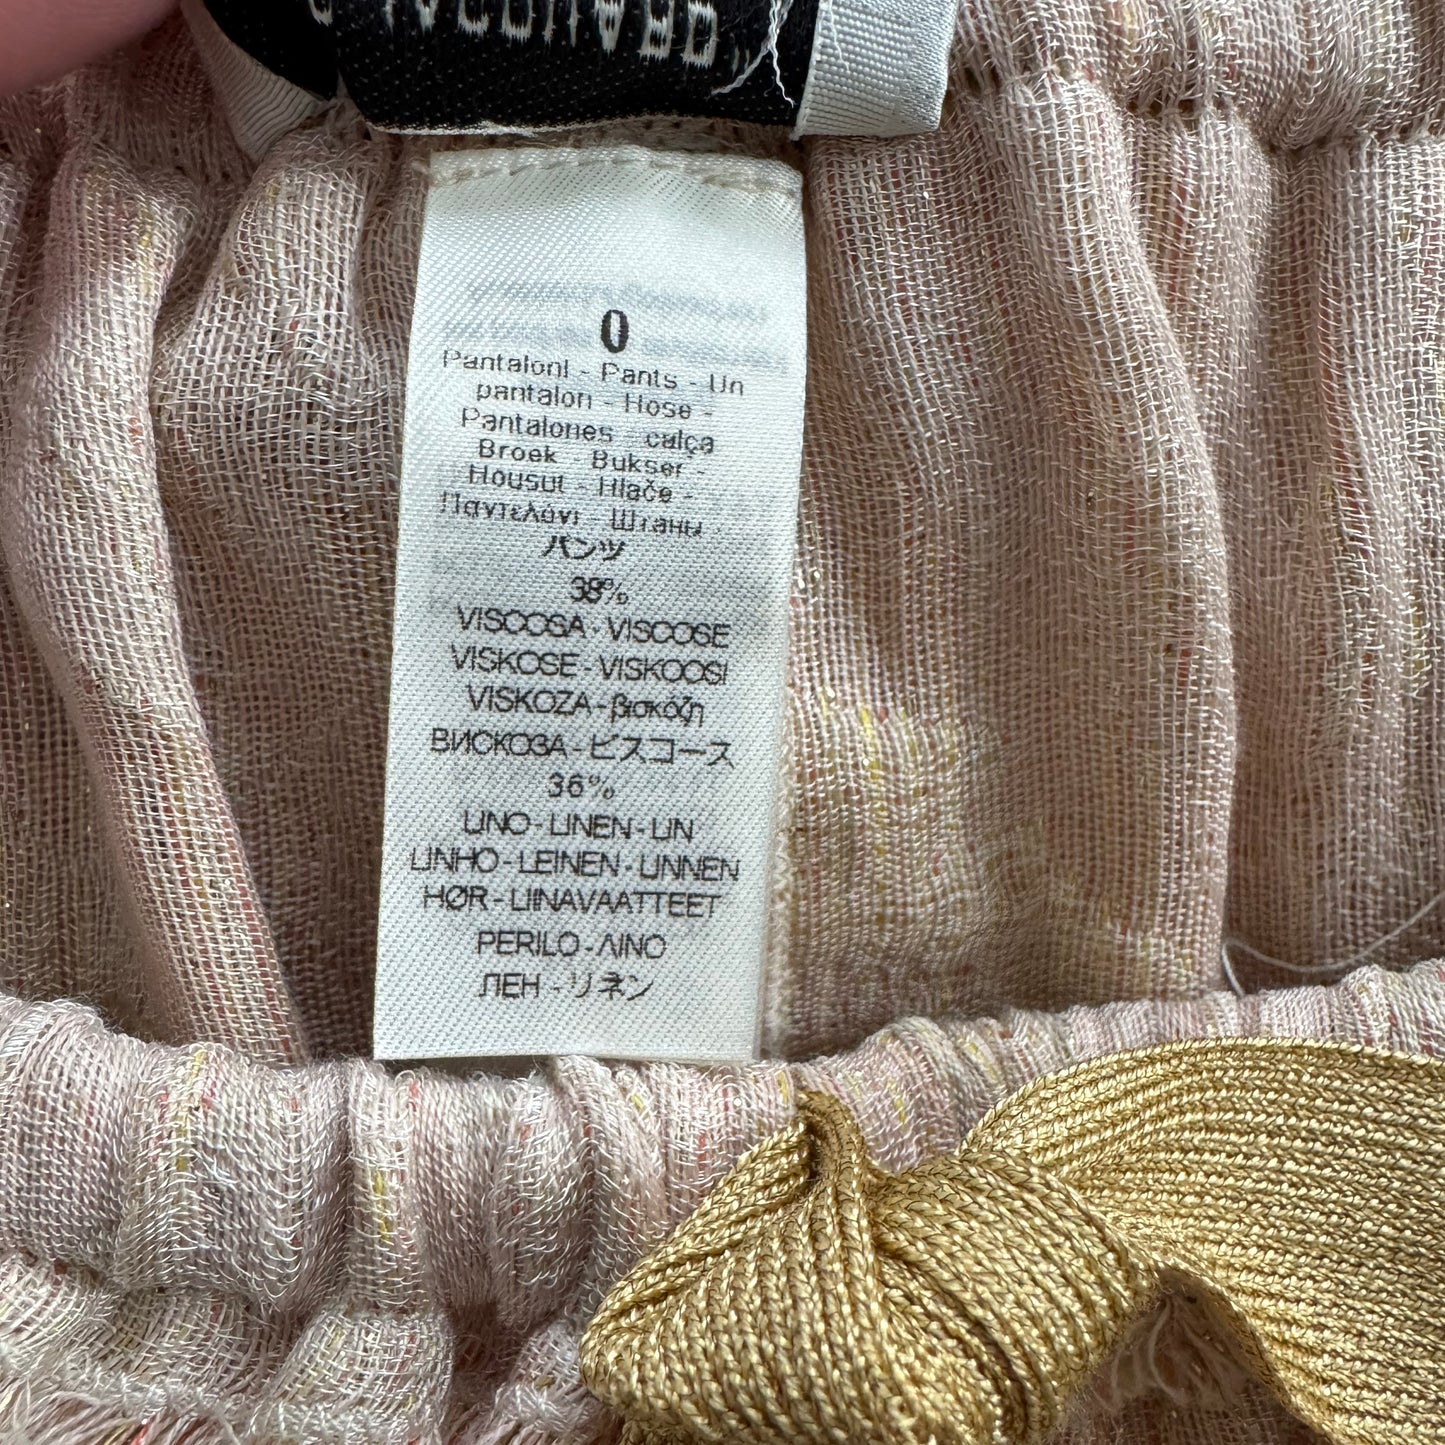 0
Pantaloni - Pants - Un
pantalon - Hose -
Pantalones - calça
Broek - Bukser -
Housut - Hlače -
Παντελόνι - Штаны
パンツ
38%
VISCOSA - VISCOSE
VISKOSE - VISKOOSI
VISKOZA - βισκόζη
ВИСКОЗА - ビスコース
36%
LINO - LINEN - LIN
LINHO - LEINEN - LINNEN
HØR - LIINAVAATTEET
PERILO - ΛΙΝΟ
ЛЕН - リネン